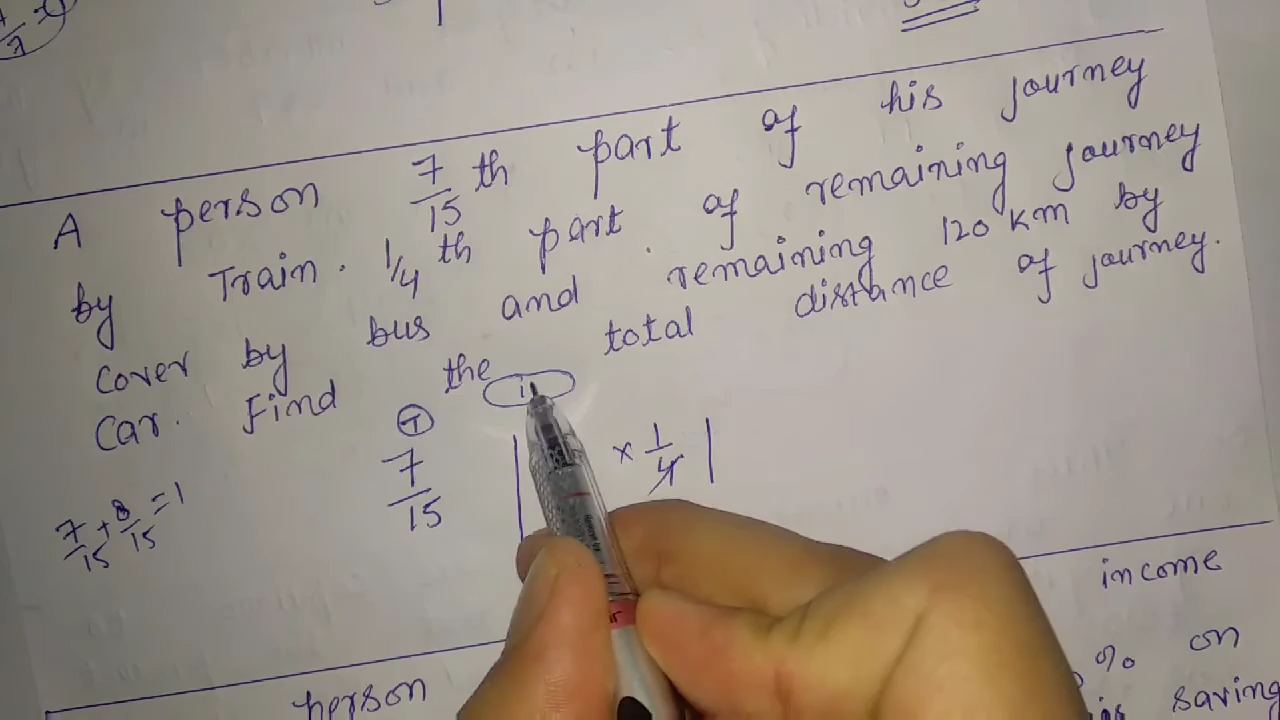 A person 7/15 th part of his journey
by Train. 1/4 th part of remaining journey
cover by bus and remaining 120 Km by
Car. Find the total distance of journey.
T
7/15 × 1/4
7/15 + 8/15 = 1
income
% on
person
saving